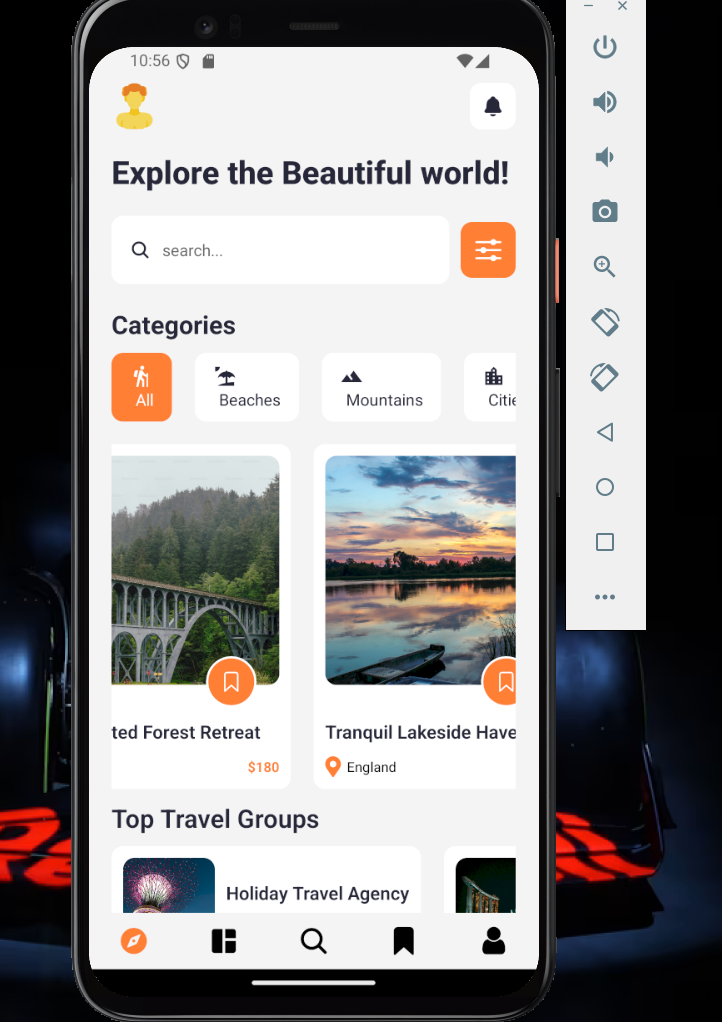 10:56
Explore the Beautiful world!
search...
Categories
All
Beaches
Mountains
Citie
ted Forest Retreat
$180
Tranquil Lakeside Have
England
Top Travel Groups
Holiday Travel Agency